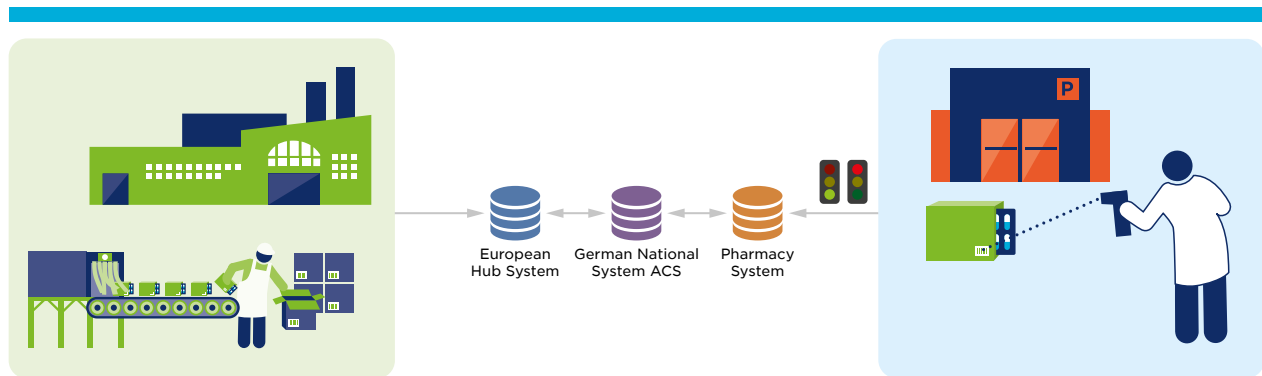 P
European
Hub System
German National
System ACS
Pharmacy
System